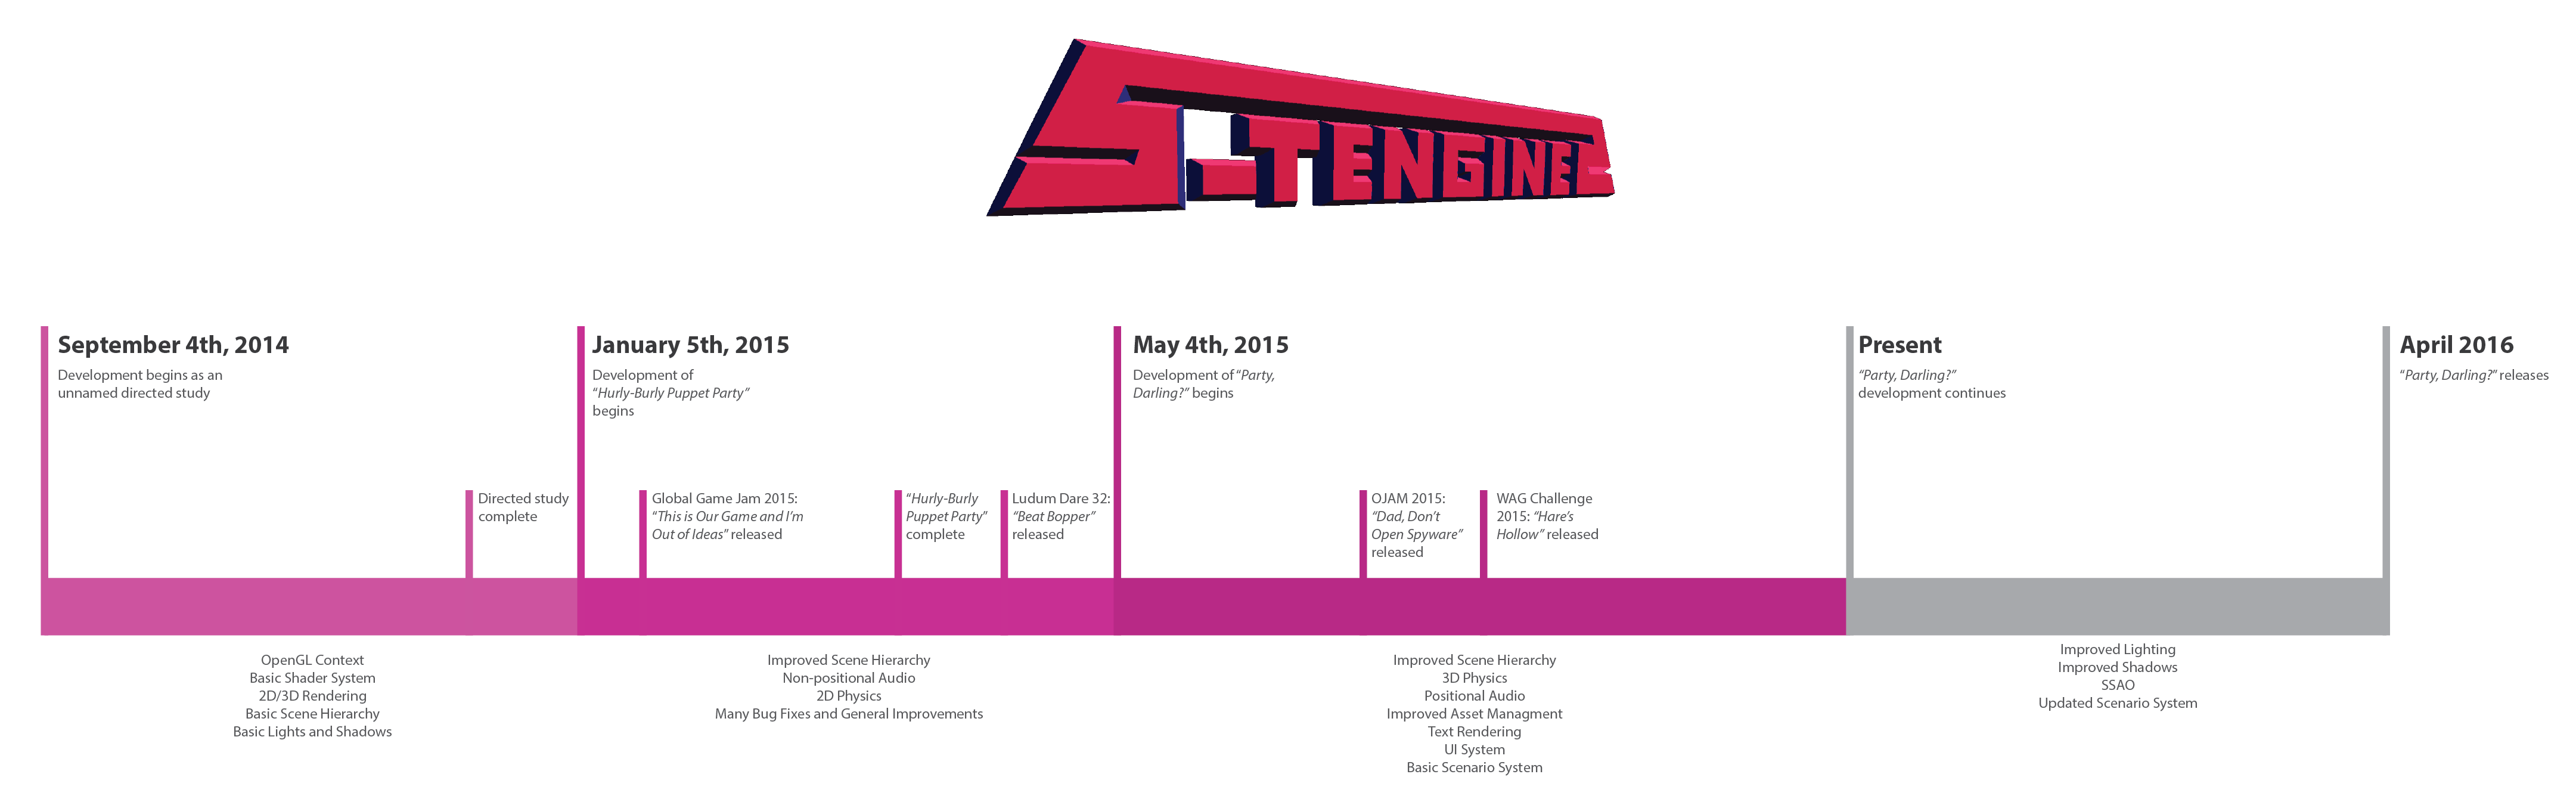 S-TENGINE
September 4th, 2014
Development begins as an
unnamed directed study
Directed study
complete
January 5th, 2015
Development of
“Hurly-Burly Puppet Party”
begins
Global Game Jam 2015:
“This is Our Game and I’m
Out of Ideas” released
“Hurly-Burly
Puppet Party”
complete
Ludum Dare 32:
“Beat Bopper”
released
May 4th, 2015
Development of “Party,
Darling?” begins
OJAM 2015:
“Dad, Don’t
Open Spyware”
released
WAG Challenge
2015: “Hare’s
Hollow” released
Present
“Party, Darling?”
development continues
April 2016
“Party, Darling?” releases
OpenGL Context
Basic Shader System
2D/3D Rendering
Basic Scene Hierarchy
Basic Lights and Shadows
Improved Scene Hierarchy
Non-positional Audio
2D Physics
Many Bug Fixes and General Improvements
Improved Scene Hierarchy
3D Physics
Positional Audio
Improved Asset Managment
Text Rendering
UI System
Basic Scenario System
Improved Lighting
Improved Shadows
SSAO
Updated Scenario System